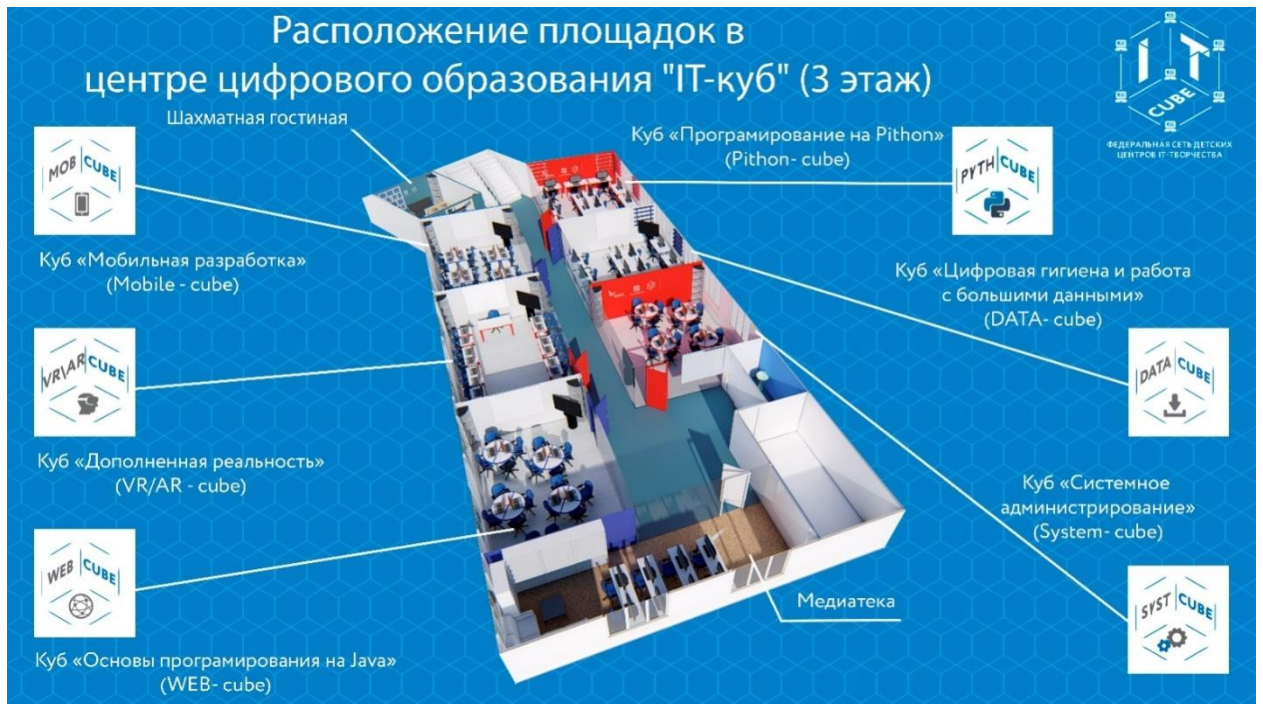 Расположение площадок в
центре цифрового образования "IT-куб" (3 этаж)
IT
CUBE
ФЕДЕРАЛЬНАЯ СЕТЬ ДЕТСКИХ
ЦЕНТРОВ IT-ТВОРЧЕСТВА
Шахматная гостиная
MOB CUBE
Куб «Мобильная разработка»
(Mobile - cube)
VR\AR CUBE
Куб «Дополненная реальность»
(VR/AR - cube)
WEB CUBE
Куб «Основы програмирования на Java»
(WEB- cube)
Куб «Програмирование на Pithon»
(Pithon- cube)
PYTH CUBE
Куб «Цифровая гигиена и работа
с большими данными»
(DATA- cube)
DATA CUBE
Куб «Системное
администрирование»
(System- cube)
SYST CUBE
Медиатека